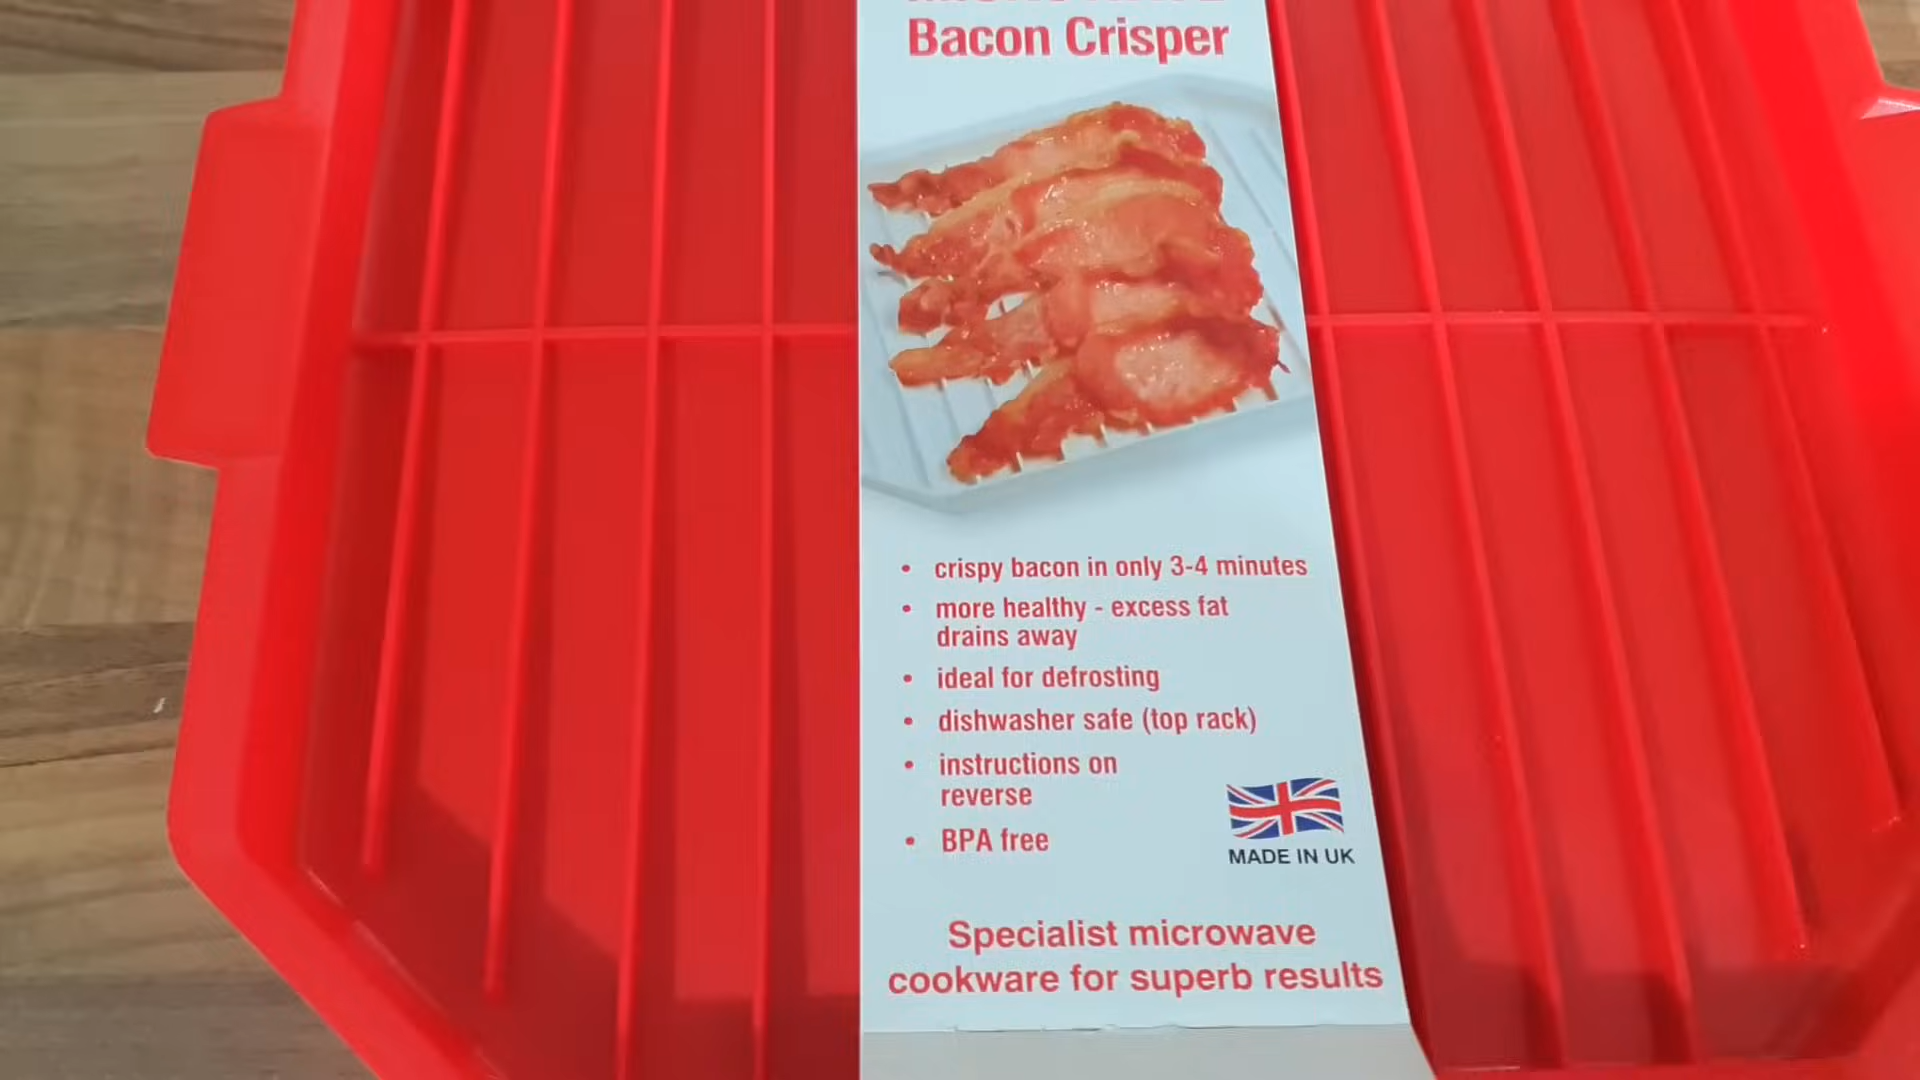 Bacon Crisper
• crispy bacon in only 3-4 minutes
• more healthy - excess fat
drains away
• ideal for defrosting
• dishwasher safe (top rack)
• instructions on
reverse
• BPA free
MADE IN UK
Specialist microwave
cookware for superb results